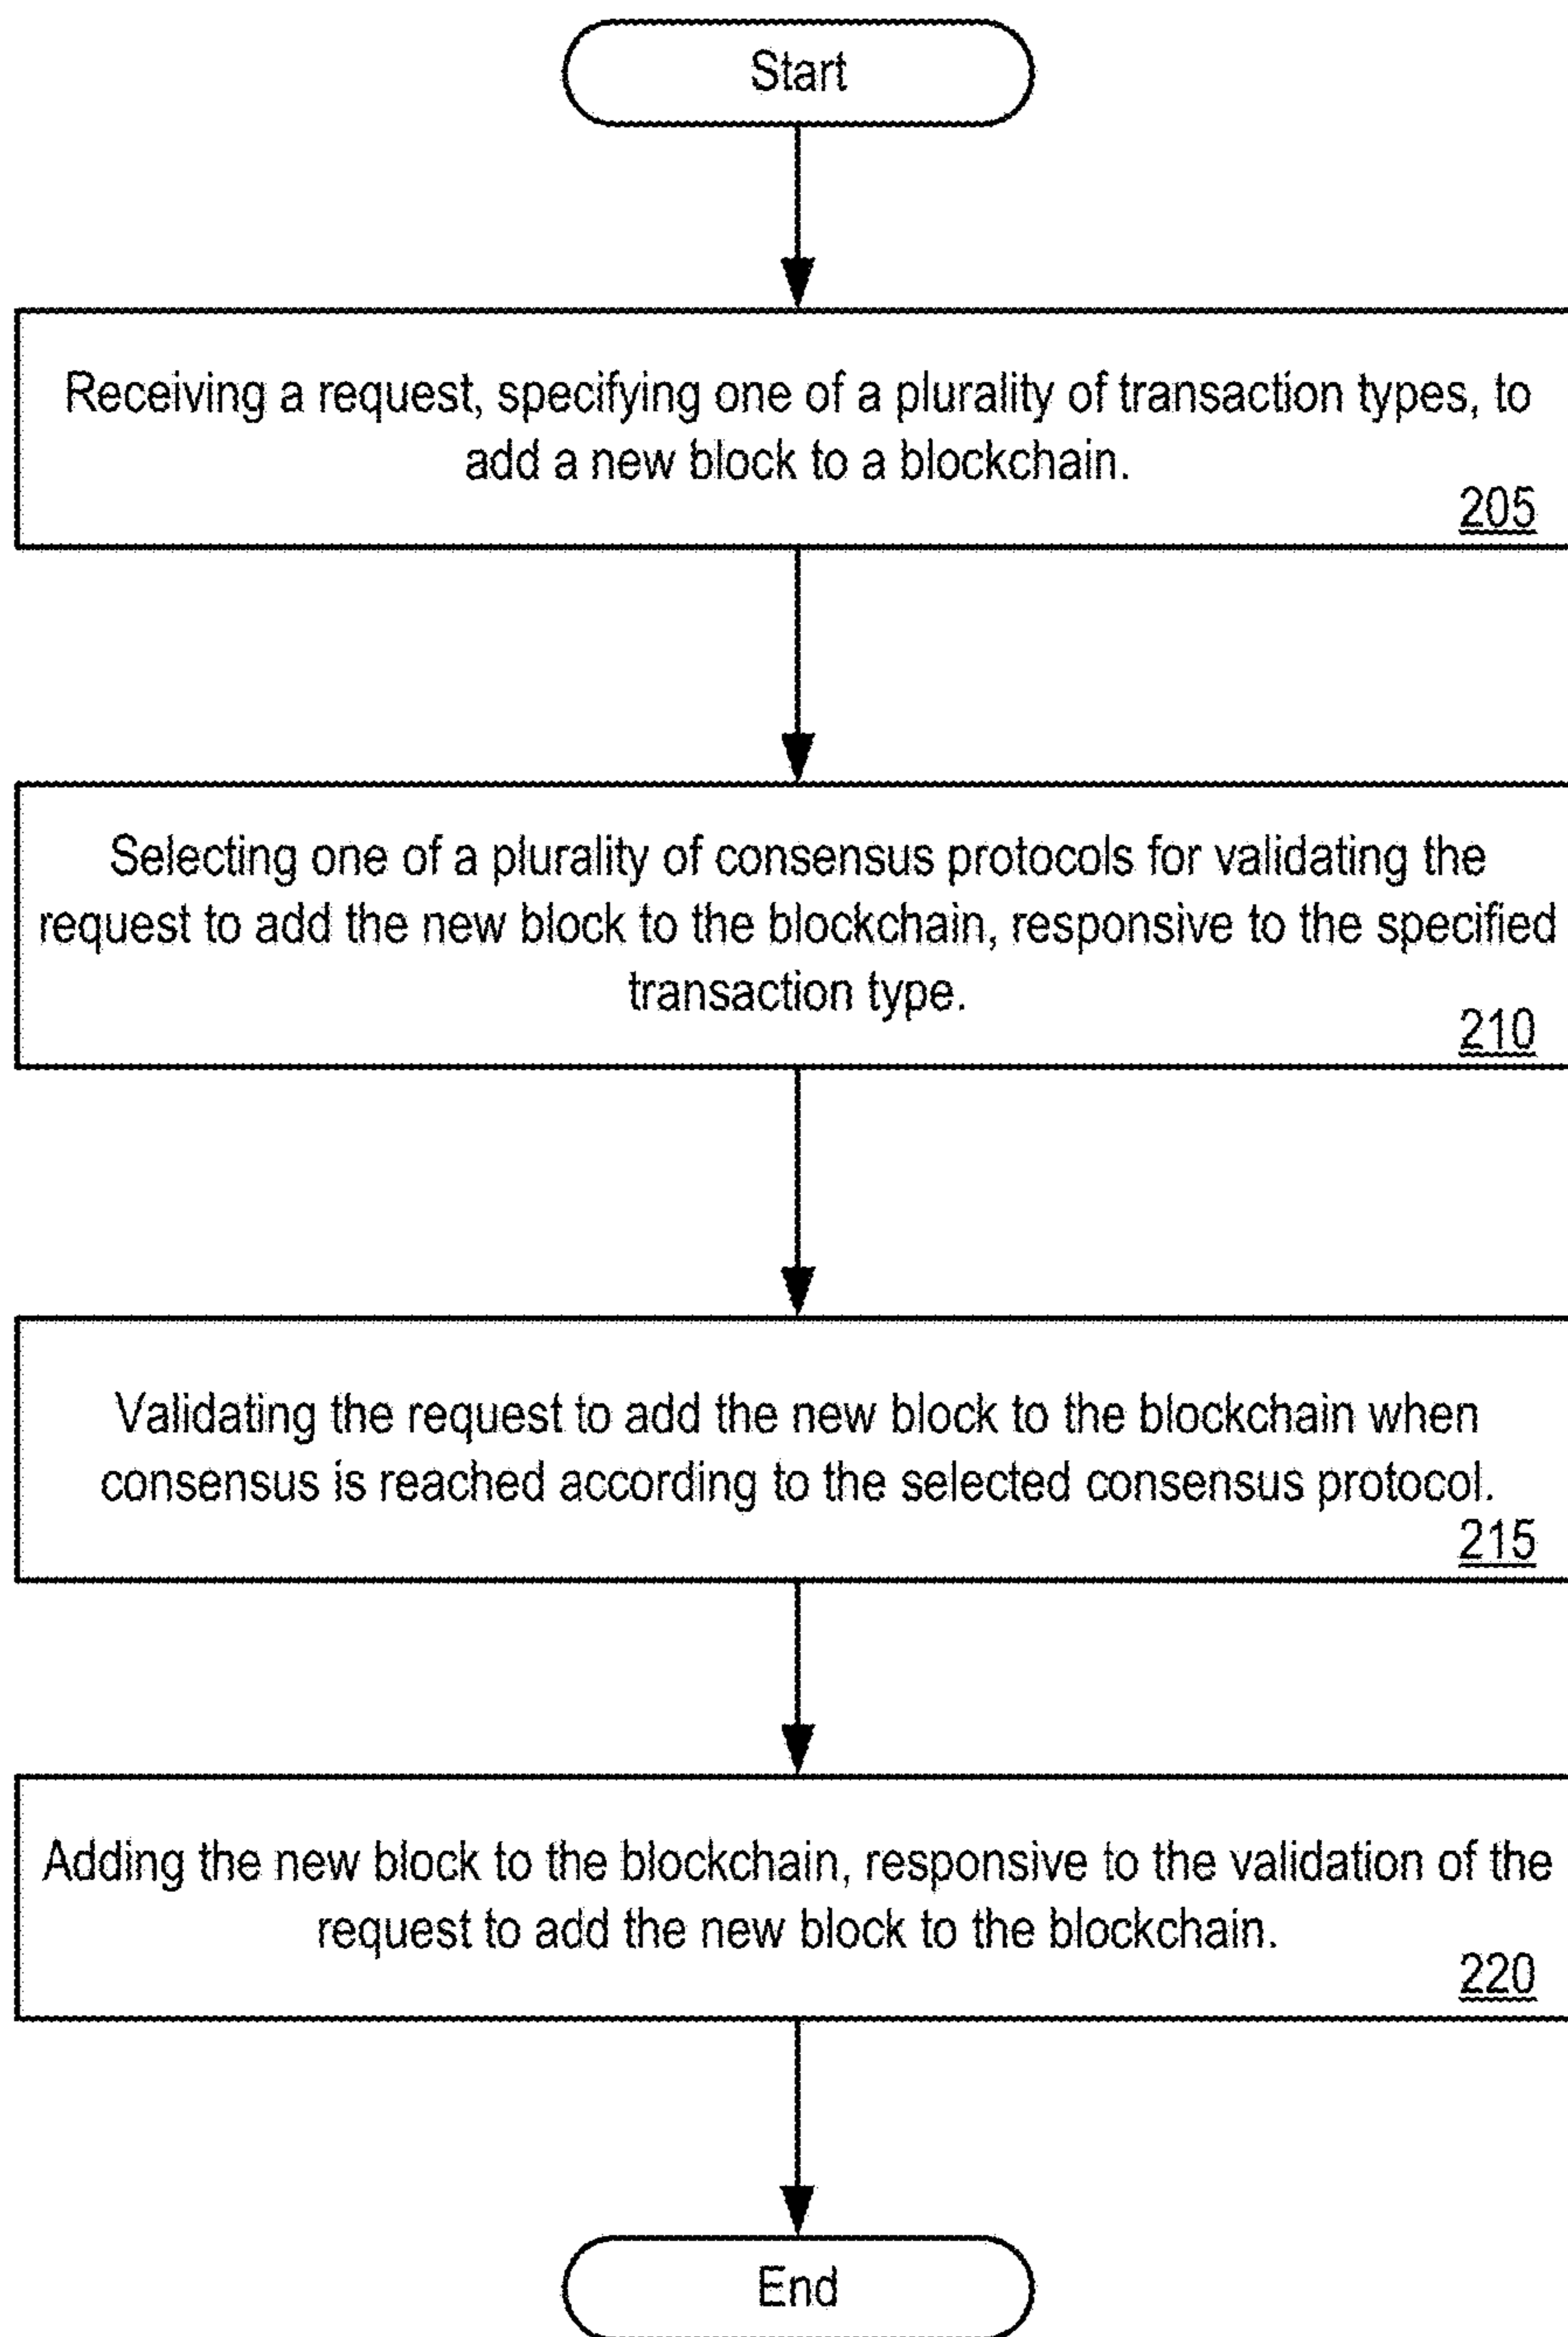 Start
Receiving a request, specifying one of a plurality of transaction types, to
add a new block to a blockchain.
205
Selecting one of a plurality of consensus protocols for validating the
request to add the new block to the blockchain, responsive to the specified
transaction type.
210
Validating the request to add the new block to the blockchain when
consensus is reached according to the selected consensus protocol.
215
Adding the new block to the blockchain, responsive to the validation of the
request to add the new block to the blockchain.
220
End